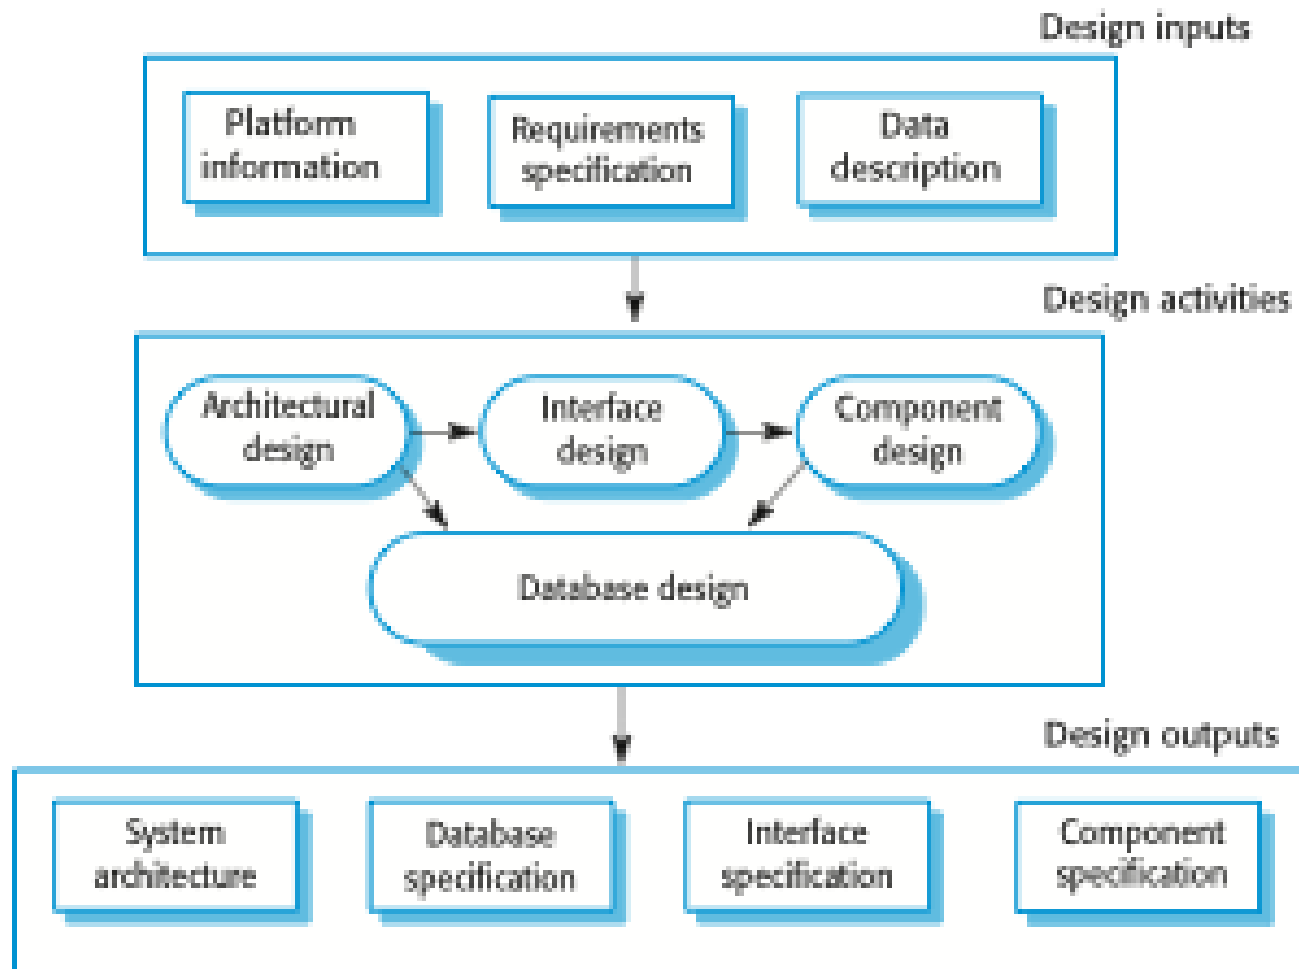 Design inputs
Platform
information
Requirements
specification
Data
description
Design activities
Architectural
design
Interface
design
Component
design
Database design
Design outputs
System
architecture
Database
specification
Interface
specification
Component
specification